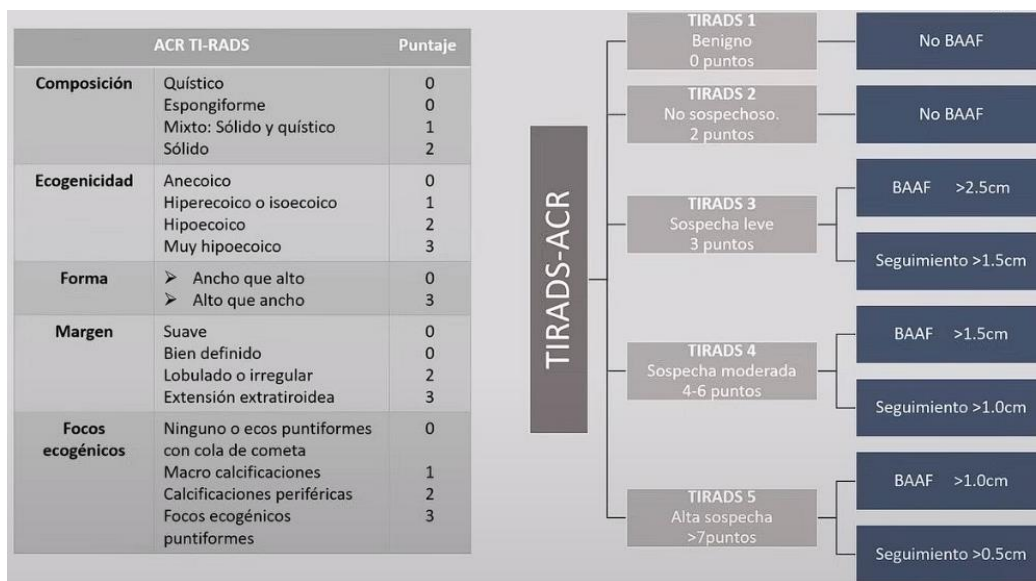 ACR TI-RADS Puntaje
Composición Quístico 0
Espongiforme 0
Mixto: Sólido y quístico 1
Sólido 2
Ecogenicidad Anecoico 0
Hiperecoico o isoecoico 1
Hipoecoico 2
Muy hipoecoico 3
Forma ➤ Ancho que alto 0
➤ Alto que ancho 3
Margen Suave 0
Bien definido 0
Lobulado o irregular 2
Extensión extratiroidea 3
Focos Ninguno o ecos puntiformes 0
ecogénicos con cola de cometa
Macro calcificaciones 1
Calcificaciones periféricas 2
Focos ecogénicos 3
puntiformes
TIRADS-ACR
TIRADS 1
Benigno
0 puntos
No BAAF
TIRADS 2
No sospechoso.
2 puntos
No BAAF
TIRADS 3
Sospecha leve
3 puntos
BAAF >2.5cm
Seguimiento >1.5cm
TIRADS 4
Sospecha moderada
4-6 puntos
BAAF >1.5cm
Seguimiento >1.0cm
TIRADS 5
Alta sospecha
>7puntos
BAAF >1.0cm
Seguimiento >0.5cm